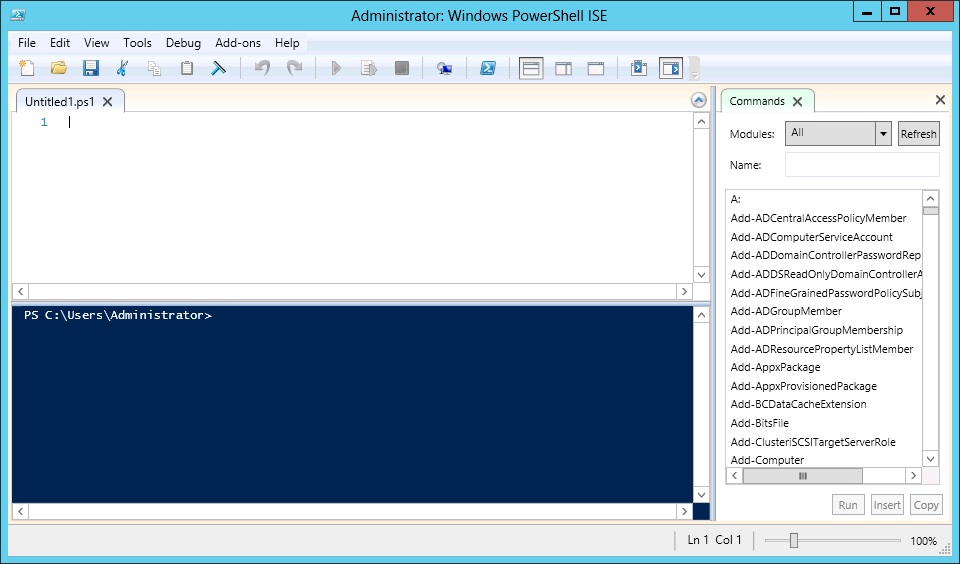 Administrator: Windows PowerShell ISE
File Edit View Tools Debug Add-ons Help
Untitled1.ps1
1
PS C:\Users\Administrator>
Commands
Modules: All Refresh
Name:
A:
Add-ADCentralAccessPolicyMember
Add-ADComputerServiceAccount
Add-ADDomainControllerPasswordRep
Add-ADDSReadOnlyDomainControllerA
Add-ADFineGrainedPasswordPolicySubj
Add-ADGroupMember
Add-ADPrincipalGroupMembership
Add-ADResourcePropertyListMember
Add-AppxPackage
Add-AppxProvisionedPackage
Add-BCDataCacheExtension
Add-BitsFile
Add-ClusteriSCSITargetServerRole
Add-Computer
Run Insert Copy
Ln 1 Col 1 100%